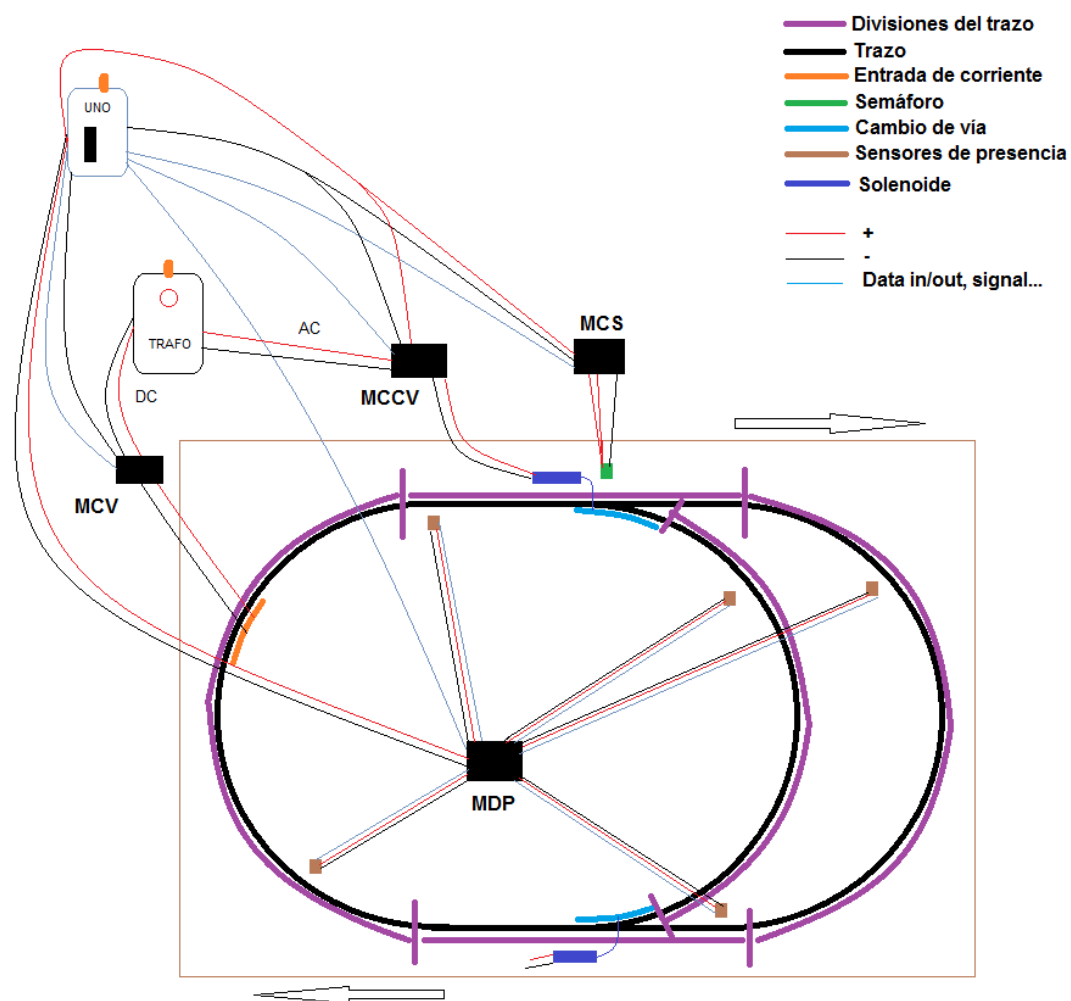 Divisiones del trazo
Trazo
Entrada de corriente
Semáforo
Cambio de vía
Sensores de presencia
Solenoide
+
-
Data in/out, signal...
UNO
TRAFO
AC
DC
MCS
MCCV
MCV
MDP